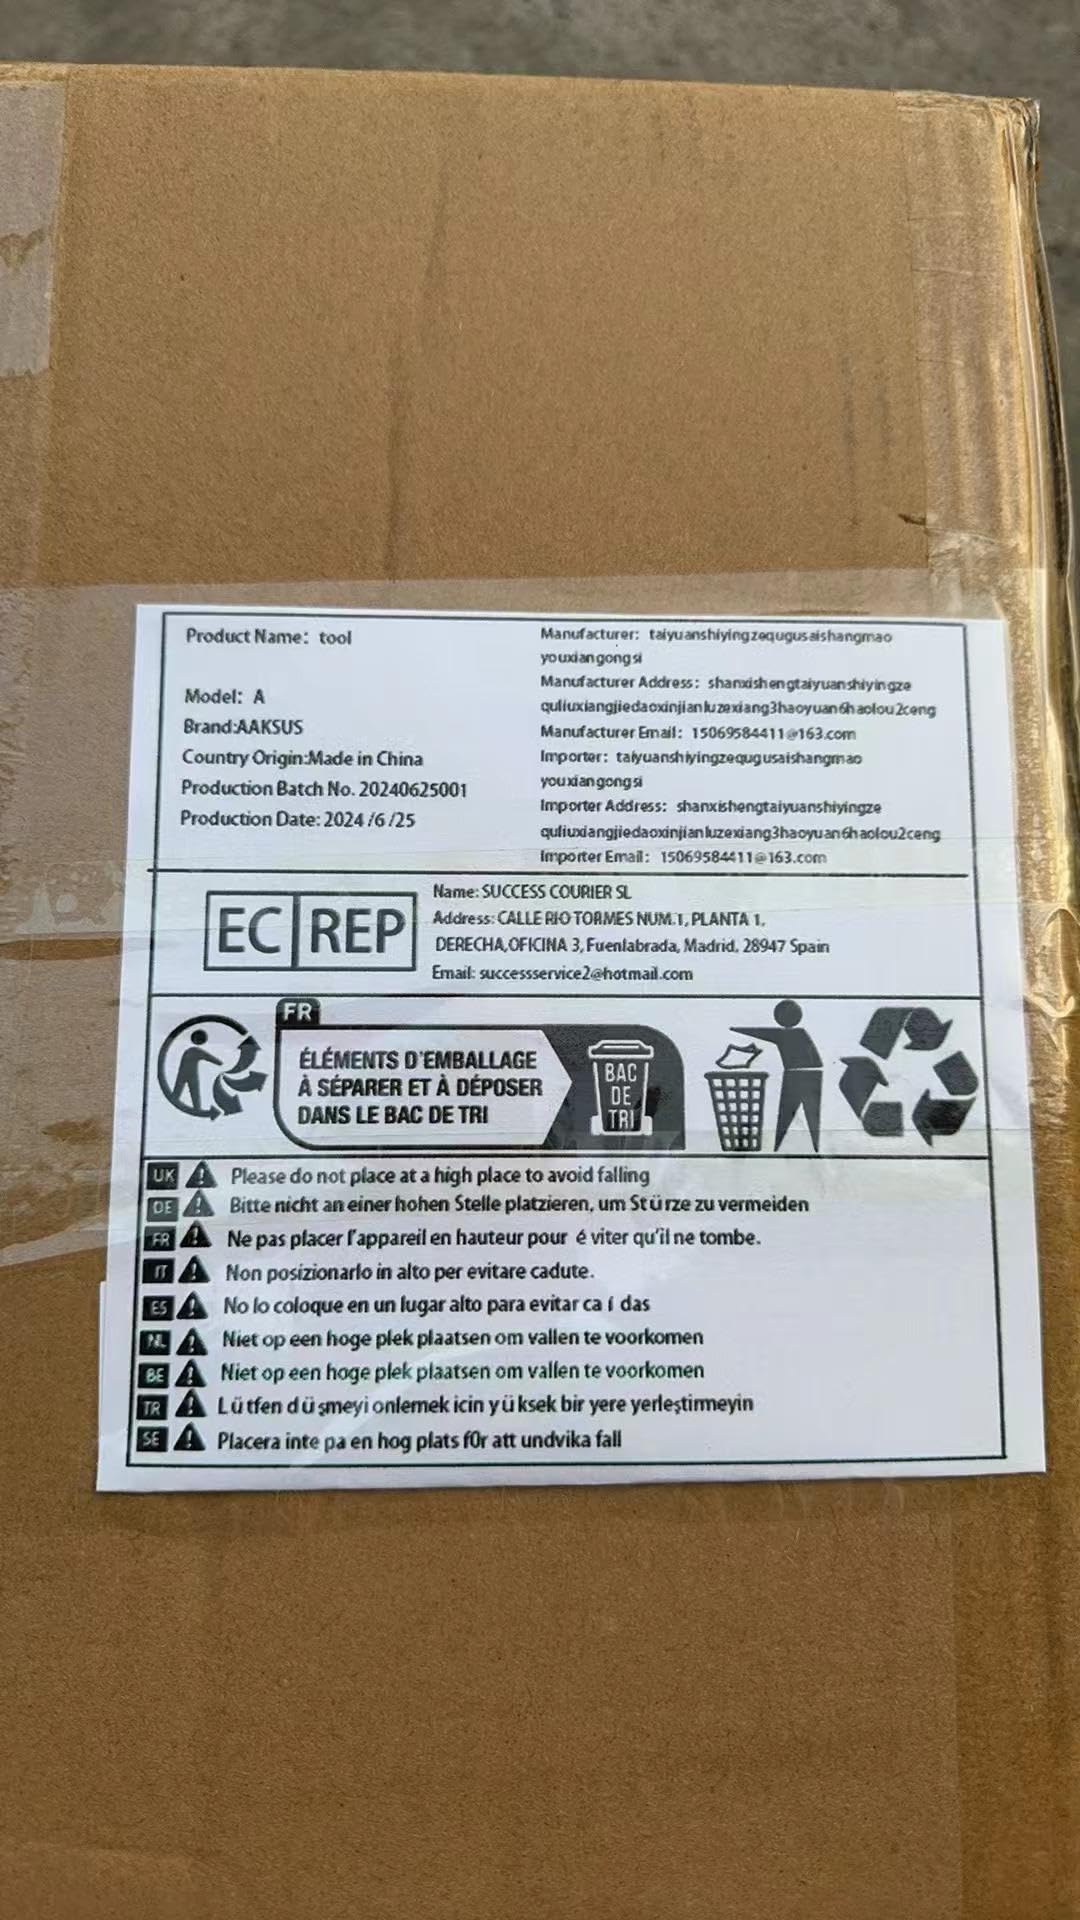 Product Name: tool
Model: A
Brand:AAKSUS
Country Origin:Made in China
Production Batch No. 20240625001
Production Date: 2024/6/25
Manufacturer: taiyuanshiyingzequgusaishangmao
youxiangongsi
Manufacturer Address: shanxishengtaiyuanshiyingze
quliuxiangjiedaoxinjianluzexiang3haoyuan6haolou2ceng
Manufacturer Email: 15069584411@163.com
Importer: taiyuanshiyingzequgusaishangmao
youxiangongsi
Importer Address: shanxishengtaiyuanshiyingze
quliuxiangjiedaoxinjianluzexiang3haoyuan6haolou2ceng
Importer Email: 15069584411@163.com
EC REP
Name: SUCCESS COURIER SL
Address: CALLE RIO TORMES NUM.1, PLANTA 1,
DERECHA,OFICINA 3, Fuenlabrada, Madrid, 28947 Spain
Email: successservice2@hotmail.com
FR
ÉLÉMENTS D'EMBALLAGE
À SÉPARER ET À DÉPOSER
DANS LE BAC DE TRI
BAC
DE
TRI
UK Please do not place at a high place to avoid falling
DE Bitte nicht an einer hohen Stelle platzieren, um Stürze zu vermeiden
FR Ne pas placer l'appareil en hauteur pour éviter qu'il ne tombe.
IT Non posizionarlo in alto per evitare cadute.
ES No lo coloque en un lugar alto para evitar caídas
NL Niet op een hoge plek plaatsen om vallen te voorkomen
BE Niet op een hoge plek plaatsen om vallen te voorkomen
TR Lütfen düşmeyi onlemek icin yüksek bir yere yerleştirmeyin
SE Placera inte pa en hog plats f0r att undvika fall